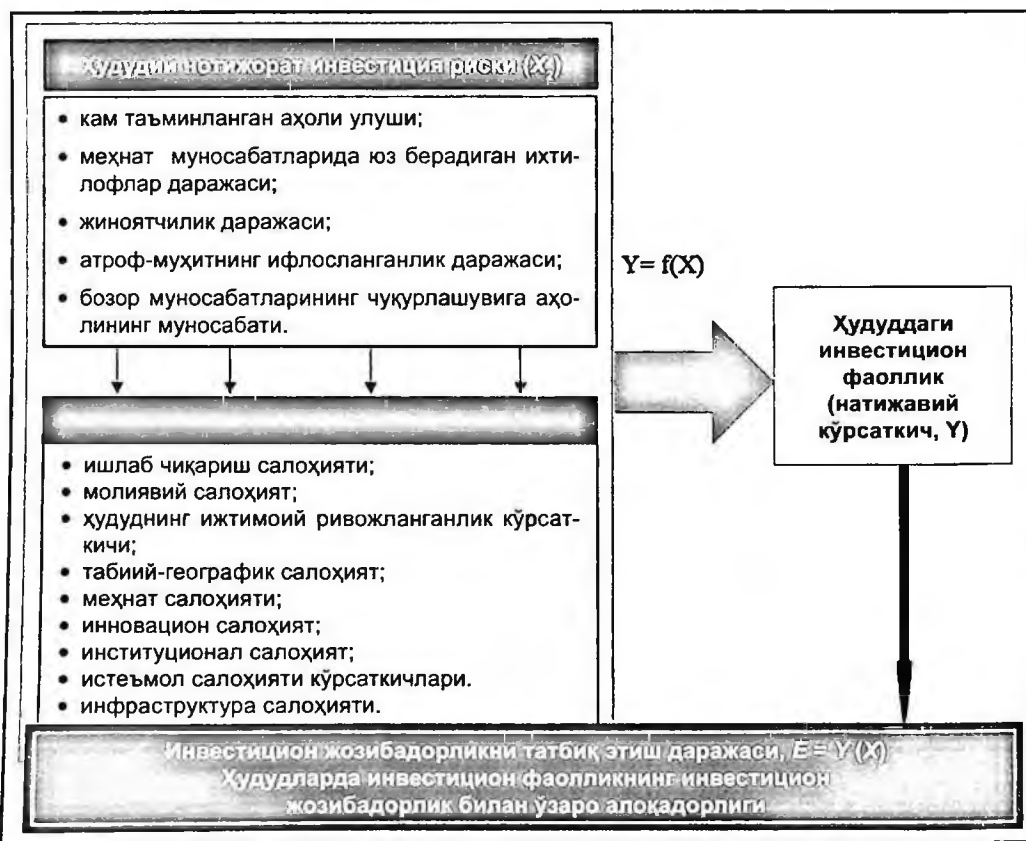 Ҳудудий нотижорат инвестиция риски (X₂)
• кам таъминланган аҳоли улуши;
• меҳнат муносабатларида юз берадиган ихти-
лофлар даражаси;
• жиноятчилик даражаси;
• атроф-муҳитнинг ифлосланганлик даражаси;
• бозор муносабатларининг чуқурлашувига аҳо-
лининг муносабати.
• ишлаб чиқариш салоҳияти;
• молиявий салоҳият;
• ҳудуднинг ижтимоий ривожланганлик кўрсат-
кичи;
• табиий-географик салоҳият;
• меҳнат салоҳияти;
• инновацион салоҳият;
• институционал салоҳият;
• истеъмол салоҳияти кўрсаткичлари.
• инфраструктура салоҳияти.
Y= f(X)
Ҳудуддаги
инвестицион
фаоллик
(натижавий
кўрсаткич, Y)
Инвестицион жозибадорликни татбиқ этиш даражаси, E = Y (X)
Ҳудудларда инвестицион фаолликнинг инвестицион
жозибадорлик билан ўзаро алоқадорлиги